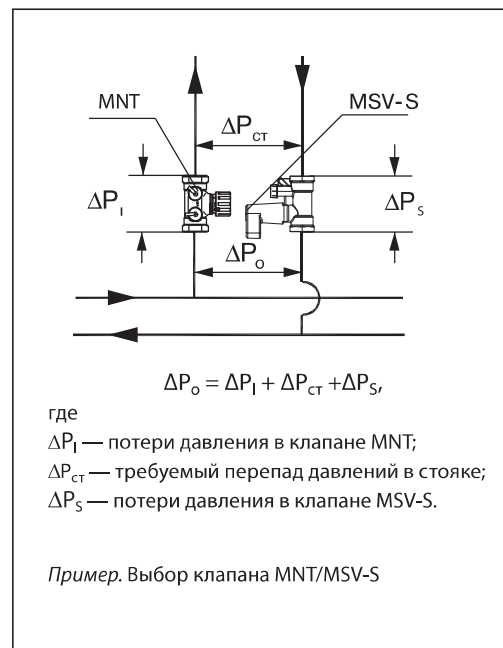 MNT
MSV-S
ΔPст
ΔPI
ΔPS
ΔPо
ΔPо = ΔPI + ΔPст +ΔPS,
где
ΔPI — потери давления в клапане MNT;
ΔPст — требуемый перепад давлений в стояке;
ΔPS — потери давления в клапане MSV-S.
Пример. Выбор клапана MNT/MSV-S